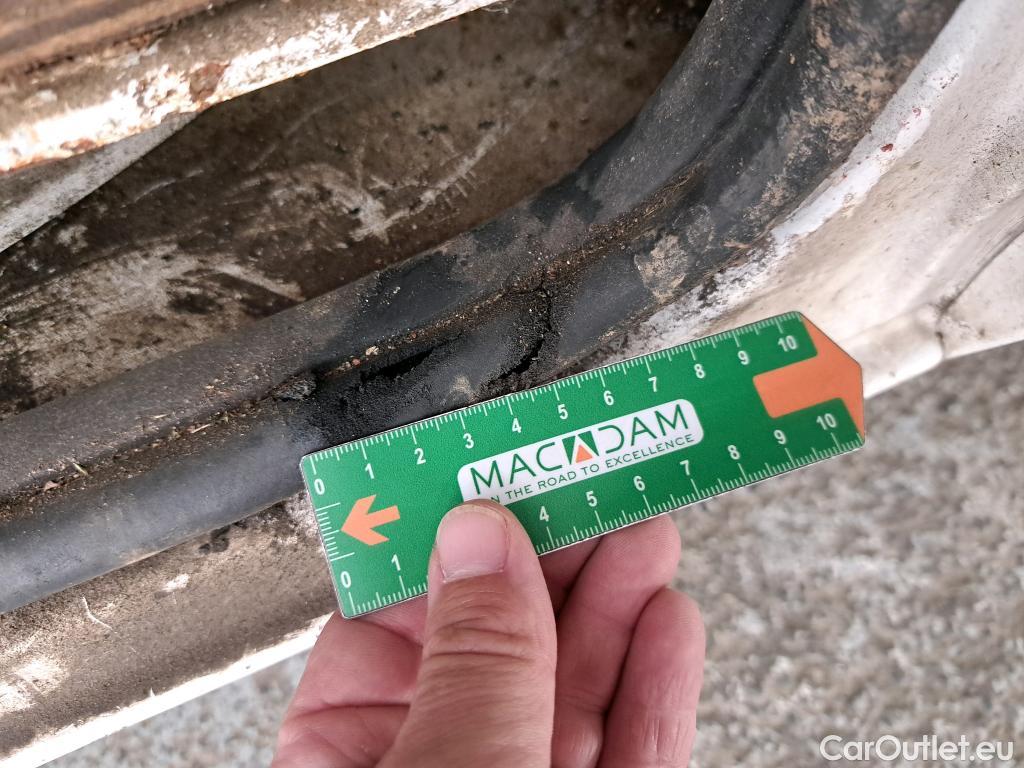 0 1 2 3 4 5 6 7 8 9 10
MACADAM
N THE ROAD TO EXCELLENCE
0 1 4 5 6 7 8 9 10
CarOutlet.eu